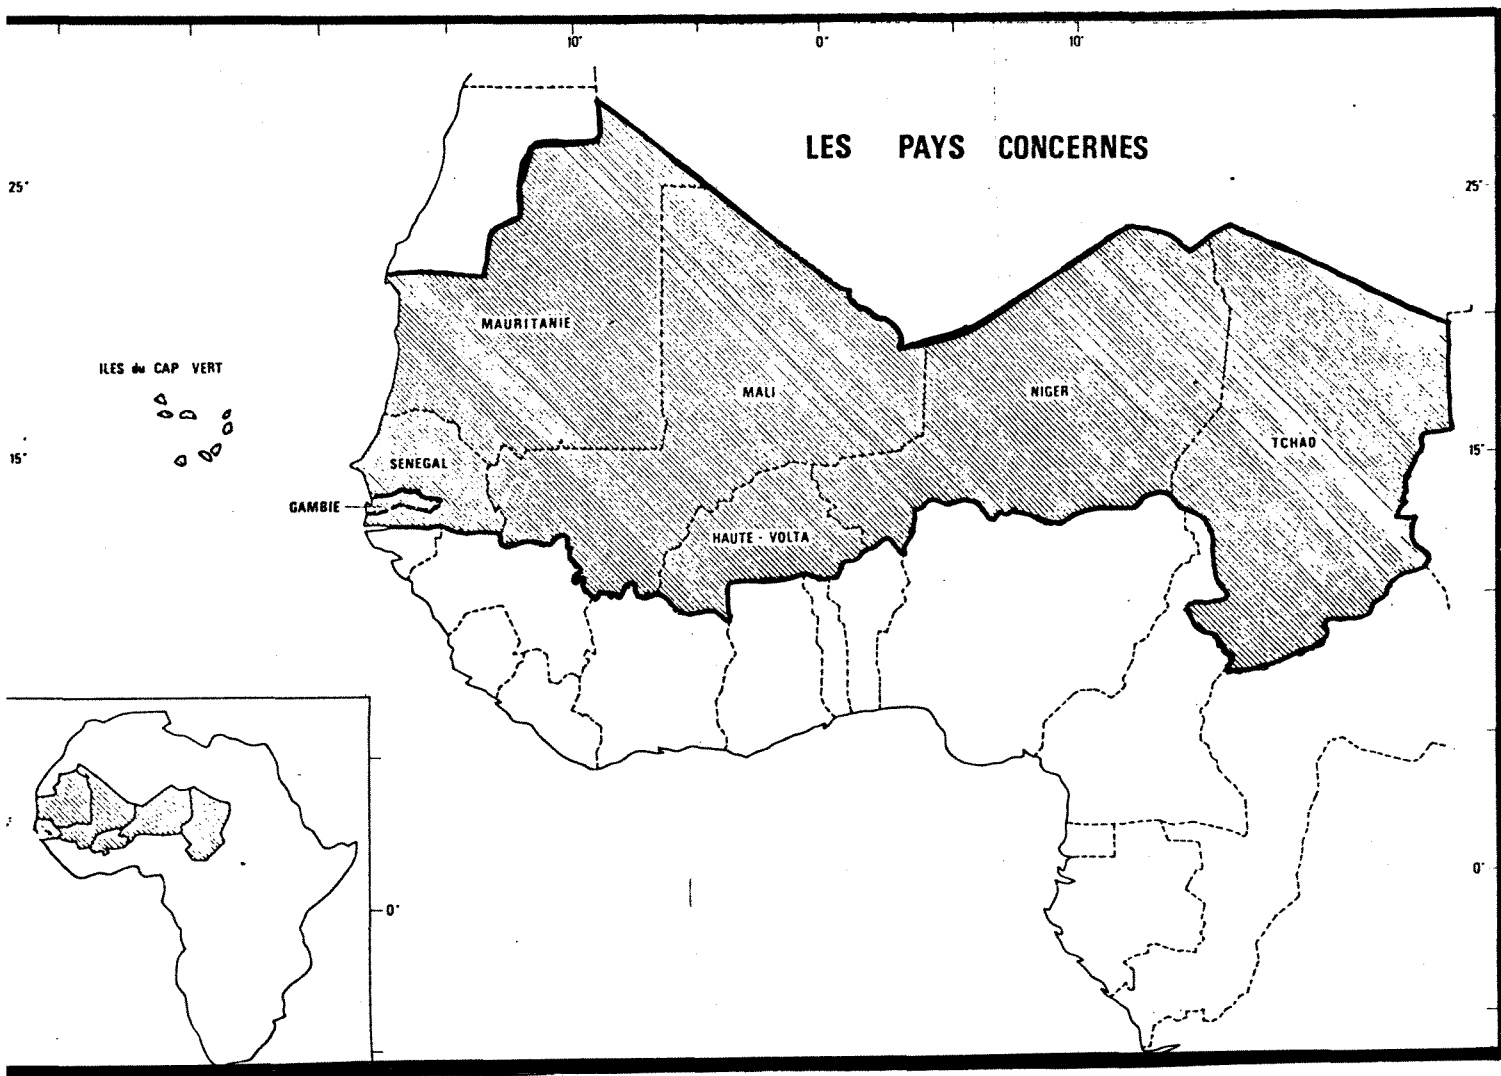 10° 0° 10°
LES PAYS CONCERNES
25° 25°
MAURITANIE
ILES du CAP VERT
MALI
NIGER
TCHAD
15° 15°
SENEGAL
GAMBIE
HAUTE - VOLTA
0°
0°